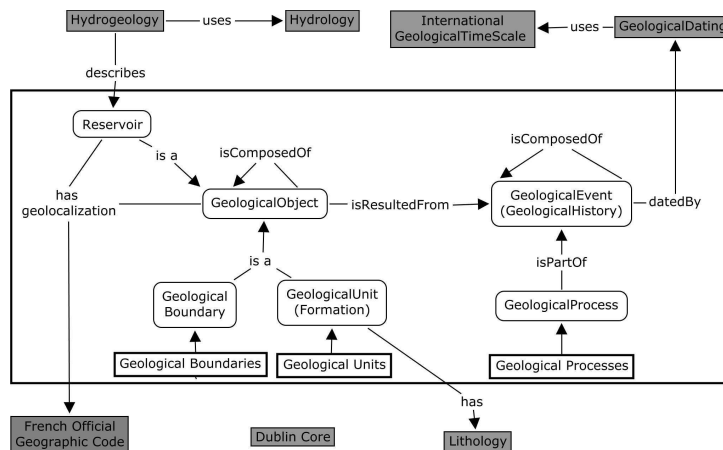 Hydrogeology
uses
Hydrology
International
GeologicalTimeScale
uses
GeologicalDating
describes
Reservoir
is a
isComposedOf
isComposedOf
has
geolocalization
GeologicalObject
isResultedFrom
GeologicalEvent
(GeologicalHistory)
datedBy
is a
isPartOf
Geological
Boundary
GeologicalUnit
(Formation)
GeologicalProcess
Geological Boundaries
Geological Units
Geological Processes
has
French Official
Geographic Code
Dublin Core
Lithology